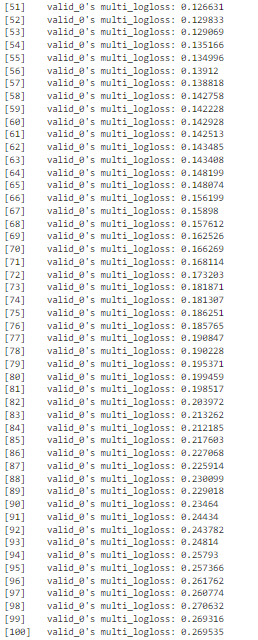 [51]	valid_0's multi_logloss: 0.126631
[52]	valid_0's multi_logloss: 0.129833
[53]	valid_0's multi_logloss: 0.129069
[54]	valid_0's multi_logloss: 0.135166
[55]	valid_0's multi_logloss: 0.134996
[56]	valid_0's multi_logloss: 0.13912
[57]	valid_0's multi_logloss: 0.138818
[58]	valid_0's multi_logloss: 0.142758
[59]	valid_0's multi_logloss: 0.142228
[60]	valid_0's multi_logloss: 0.142928
[61]	valid_0's multi_logloss: 0.142513
[62]	valid_0's multi_logloss: 0.143485
[63]	valid_0's multi_logloss: 0.143408
[64]	valid_0's multi_logloss: 0.148199
[65]	valid_0's multi_logloss: 0.148074
[66]	valid_0's multi_logloss: 0.156199
[67]	valid_0's multi_logloss: 0.15898
[68]	valid_0's multi_logloss: 0.157612
[69]	valid_0's multi_logloss: 0.162526
[70]	valid_0's multi_logloss: 0.166269
[71]	valid_0's multi_logloss: 0.168114
[72]	valid_0's multi_logloss: 0.173203
[73]	valid_0's multi_logloss: 0.181871
[74]	valid_0's multi_logloss: 0.181307
[75]	valid_0's multi_logloss: 0.186251
[76]	valid_0's multi_logloss: 0.185765
[77]	valid_0's multi_logloss: 0.190847
[78]	valid_0's multi_logloss: 0.190228
[79]	valid_0's multi_logloss: 0.195371
[80]	valid_0's multi_logloss: 0.199459
[81]	valid_0's multi_logloss: 0.198517
[82]	valid_0's multi_logloss: 0.203972
[83]	valid_0's multi_logloss: 0.213262
[84]	valid_0's multi_logloss: 0.212185
[85]	valid_0's multi_logloss: 0.217603
[86]	valid_0's multi_logloss: 0.227068
[87]	valid_0's multi_logloss: 0.225914
[88]	valid_0's multi_logloss: 0.230099
[89]	valid_0's multi_logloss: 0.229018
[90]	valid_0's multi_logloss: 0.23464
[91]	valid_0's multi_logloss: 0.24434
[92]	valid_0's multi_logloss: 0.243782
[93]	valid_0's multi_logloss: 0.24814
[94]	valid_0's multi_logloss: 0.25793
[95]	valid_0's multi_logloss: 0.257366
[96]	valid_0's multi_logloss: 0.261762
[97]	valid_0's multi_logloss: 0.260774
[98]	valid_0's multi_logloss: 0.270632
[99]	valid_0's multi_logloss: 0.269316
[100]	valid_0's multi_logloss: 0.269535